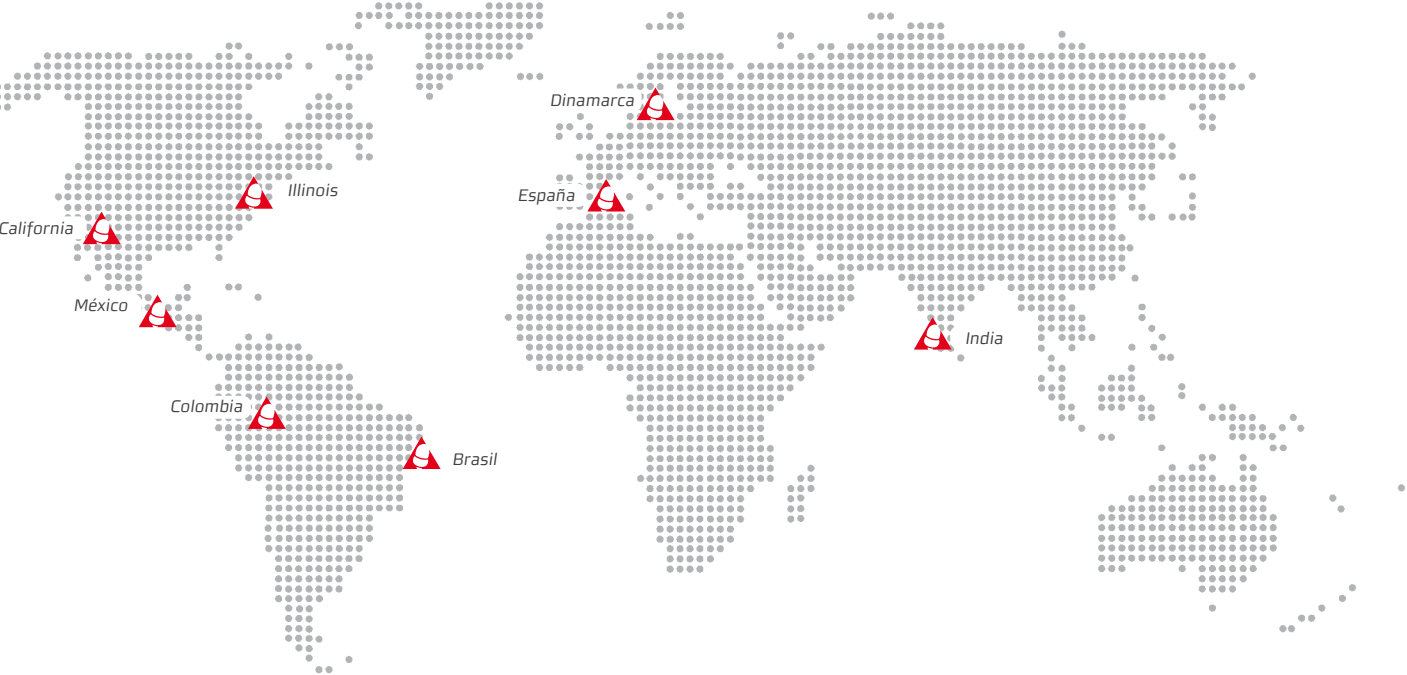 Dinamarca
Illinois
España
California
México
India
Colombia
Brasil